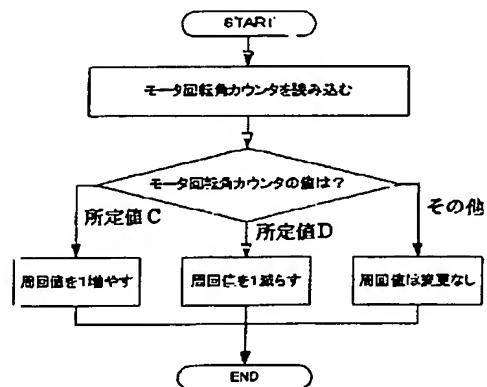 START
モータ回転角カウンタを読み込む
モータ回転角カウンタの値は？
所定値C
所定値D
その他
周回値を1増やす
周回値を1減らす
周回値は変更なし
END